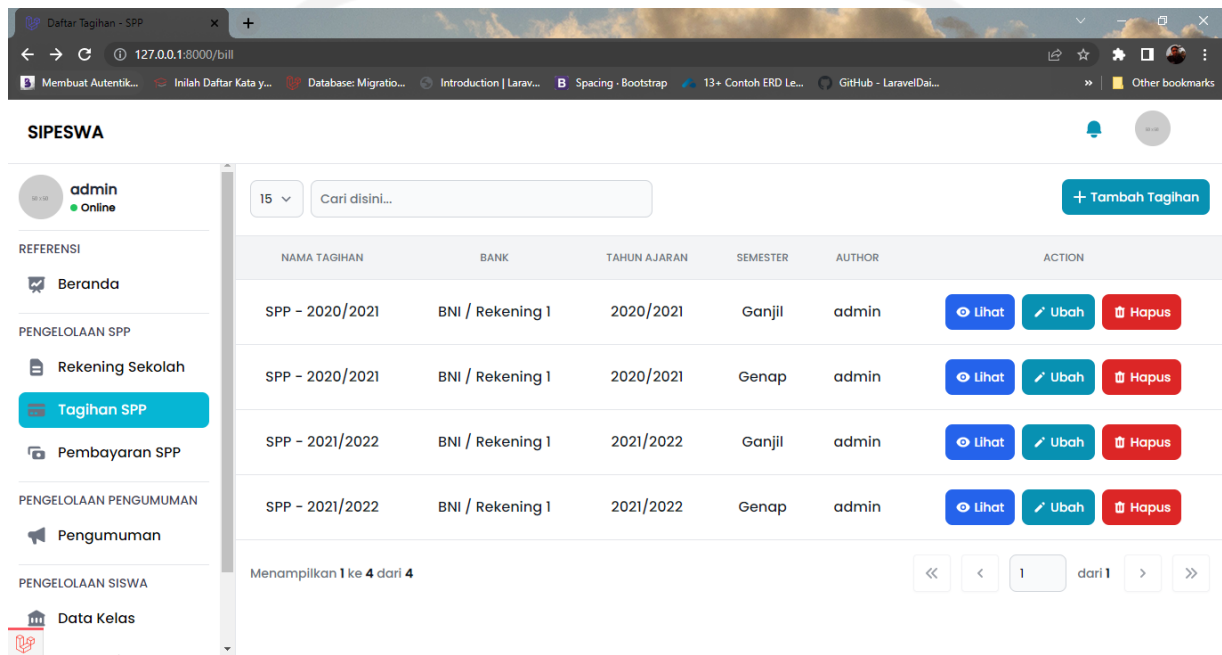 Daftar Tagihan - SPP
127.0.0.1:8000/bill
Membuat Autentik... Inilah Daftar Kata y... Database: Migratio... Introduction | Larav... Spacing · Bootstrap 13+ Contoh ERD Le... GitHub - LaravelDai... » Other bookmarks
SIPESWA
admin
Online
REFERENSI
Beranda
PENGELOLAAN SPP
Rekening Sekolah
Tagihan SPP
Pembayaran SPP
PENGELOLAAN PENGUMUMAN
Pengumuman
PENGELOLAAN SISWA
Data Kelas
15 Cari disini... + Tambah Tagihan
NAMA TAGIHAN BANK TAHUN AJARAN SEMESTER AUTHOR ACTION
SPP - 2020/2021 BNI / Rekening 1 2020/2021 Ganjil admin Lihat Ubah Hapus
SPP - 2020/2021 BNI / Rekening 1 2020/2021 Genap admin Lihat Ubah Hapus
SPP - 2021/2022 BNI / Rekening 1 2021/2022 Ganjil admin Lihat Ubah Hapus
SPP - 2021/2022 BNI / Rekening 1 2021/2022 Genap admin Lihat Ubah Hapus
Menampilkan 1 ke 4 dari 4 1 dari 1